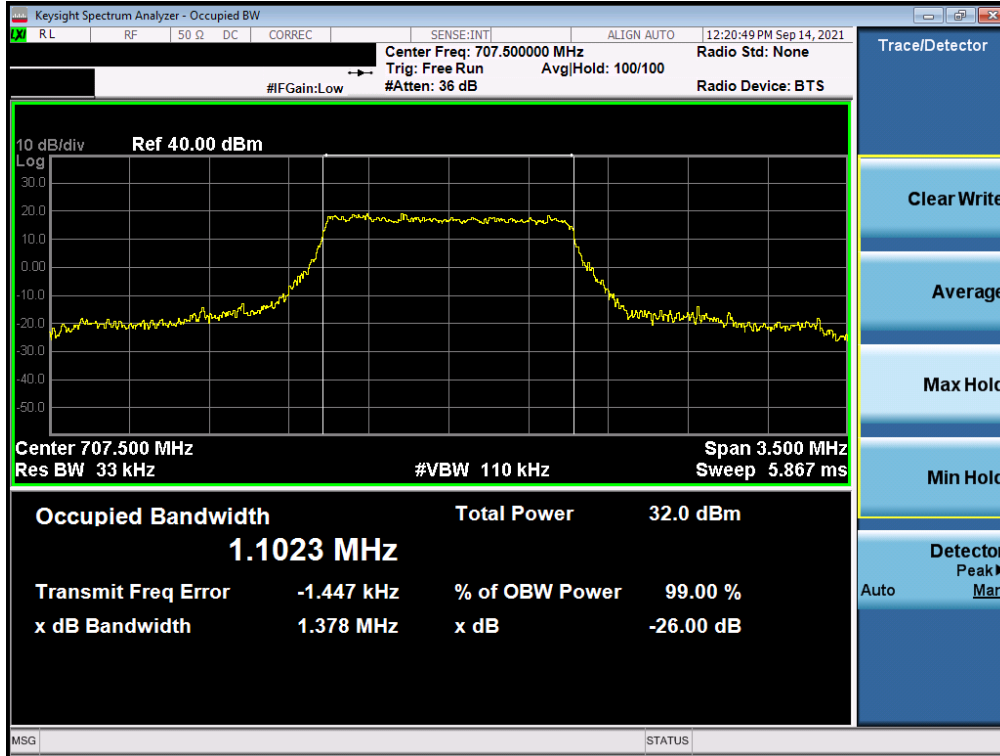 Keysight Spectrum Analyzer - Occupied BW
LXI RL RF 50 Ω DC CORREC SENSE:INT ALIGN AUTO 12:20:49 PM Sep 14, 2021
Center Freq: 707.500000 MHz Radio Std: None
Trig: Free Run Avg|Hold: 100/100
#IFGain:Low #Atten: 36 dB Radio Device: BTS
10 dB/div Ref 40.00 dBm
Log
30.0
20.0
10.0
0.00
-10.0
-20.0
-30.0
-40.0
-50.0
Center 707.500 MHz Span 3.500 MHz
Res BW 33 kHz #VBW 110 kHz Sweep 5.867 ms
Occupied Bandwidth Total Power 32.0 dBm
1.1023 MHz
Transmit Freq Error -1.447 kHz % of OBW Power 99.00 %
x dB Bandwidth 1.378 MHz x dB -26.00 dB
MSG STATUS
Trace/Detector
Clear Write
Average
Max Hold
Min Hold
Detector
Peak
Auto Man